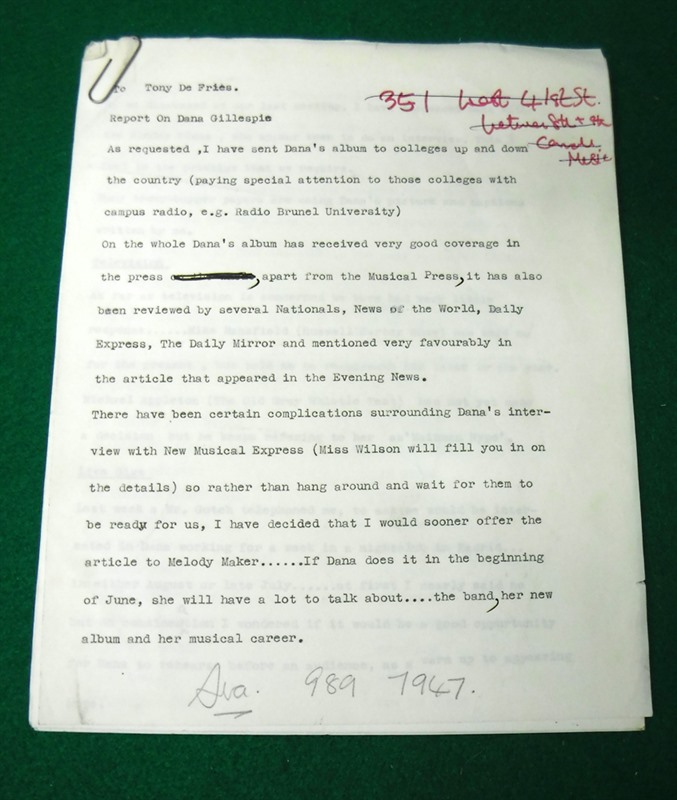 To Tony De Fries.
351 West 41st St.
between 8th + 9th
Report On Dana Gillespie
As requested ,I have sent Dana's album to colleges up and down
the country (paying special attention to those colleges with
campus radio, e.g. Radio Brunel University)
On the whole Dana's album has received very good coverage in
the press , apart from the Musical Press, it has also
been reviewed by several Nationals, News of the World, Daily
Express, The Daily Mirror and mentioned very favourably in
the article that appeared in the Evening News.
There have been certain complications surrounding Dana's inter-
view with New Musical Express (Miss Wilson will fill you in on
the details) so rather than hang around and wait for them to
be ready for us, I have decided that I would sooner offer the
article to Melody Maker......If Dana does it in the beginning
of June, she will have a lot to talk about....the band, her new
album and her musical career.
Ava. 989 7947.